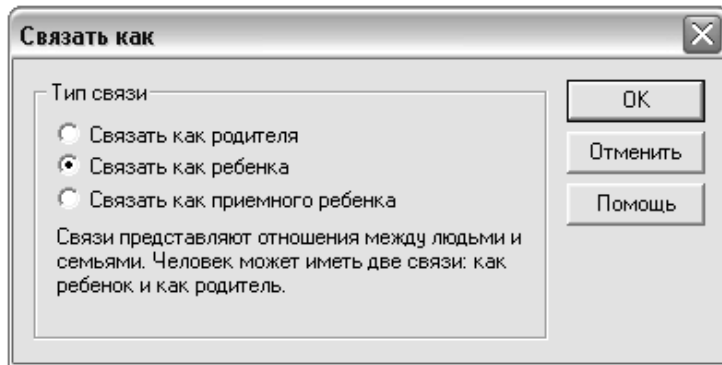 Связать как
Тип связи
Связать как родителя
Связать как ребенка
Связать как приемного ребенка
Связи представляют отношения между людьми и
семьями. Человек может иметь две связи: как
ребенок и как родитель.
OK
Отменить
Помощь